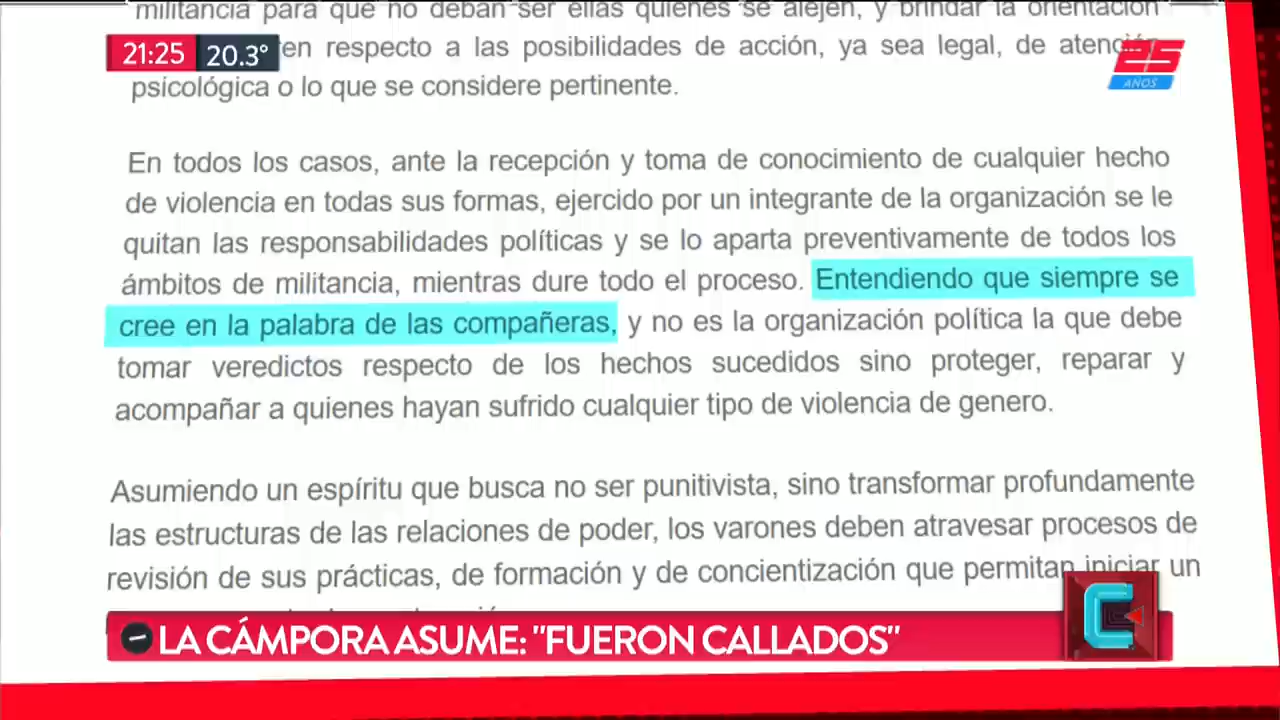 militancia para que no deban ser ellas quienes se alejen, y brindar la orientación
21:25 20.3° ren respecto a las posibilidades de acción, ya sea legal, de atención
25
AÑOS
psicológica o lo que se considere pertinente.
En todos los casos, ante la recepción y toma de conocimiento de cualquier hecho
de violencia en todas sus formas, ejercido por un integrante de la organización se le
quitan las responsabilidades políticas y se lo aparta preventivamente de todos los
ámbitos de militancia, mientras dure todo el proceso. Entendiendo que siempre se
cree en la palabra de las compañeras, y no es la organización política la que debe
tomar veredictos respecto de los hechos sucedidos sino proteger, reparar y
acompañar a quienes hayan sufrido cualquier tipo de violencia de genero.
Asumiendo un espíritu que busca no ser punitivista, sino transformar profundamente
las estructuras de las relaciones de poder, los varones deben atravesar procesos de
revisión de sus prácticas, de formación y de concientización que permitan iniciar un
LA CÁMPORA ASUME: "FUERON CALLADOS"
C